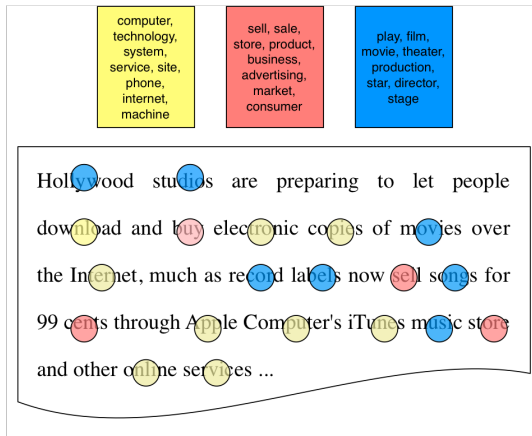 computer,
technology,
system,
service, site,
phone,
internet,
machine
sell, sale,
store, product,
business,
advertising,
market,
consumer
play, film,
movie, theater,
production,
star, director,
stage
Hollywood studios are preparing to let people
download and buy electronic copies of movies over
the Internet, much as record labels now sell songs for
99 cents through Apple Computer's iTunes music store
and other online services ...